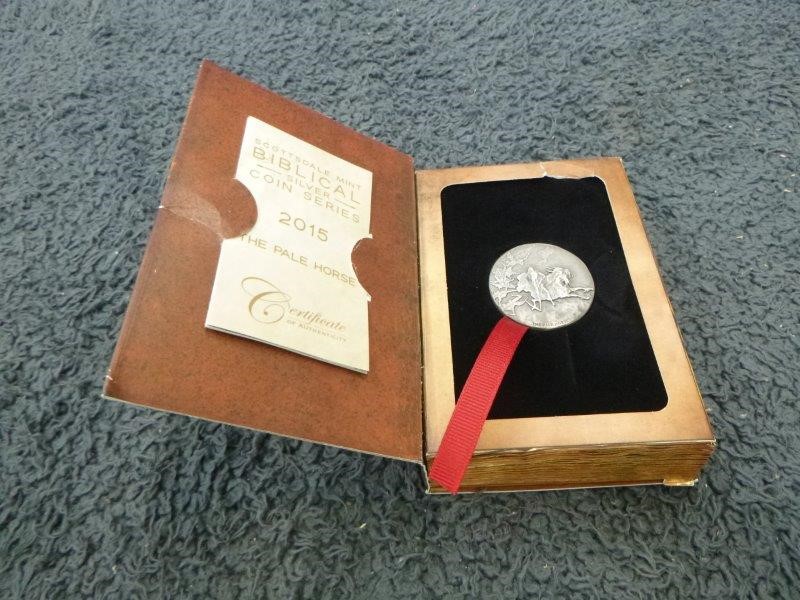 SCOTTSDALE MINT
BIBLICAL
SILVER
COIN SERIES
2015
THE PALE HORSE
Certificate
OF AUTHENTICITY